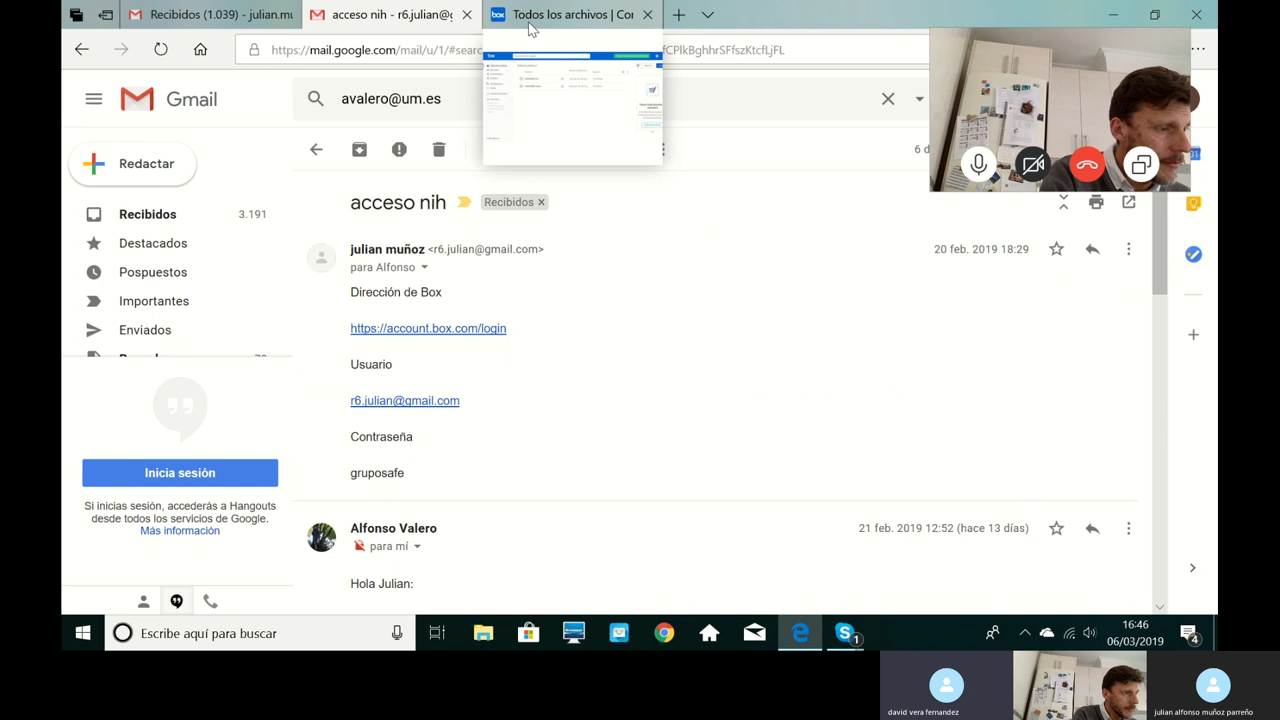 Recibidos (1.039) - julian.mu
acceso nih - r6.julian@g
box Todos los archivos | Con
https://mail.google.com/mail/u/1/#searc
fCPlkBghhrSFfszKtcfLjFL
Gmail
avalero@um.es
Redactar
6 d
acceso nih
Recibidos
Recibidos 3.191
Destacados
Pospuestos
Importantes
Enviados
julian muñoz <r6.julian@gmail.com>
20 feb. 2019 18:29
para Alfonso
Dirección de Box
https://account.box.com/login
Usuario
r6.julian@gmail.com
Contraseña
gruposafe
Inicia sesión
Si inicias sesión, accederás a Hangouts
desde todos los servicios de Google.
Más información
Alfonso Valero
21 feb. 2019 12:52 (hace 13 días)
para mí
Hola Julian:
Escribe aquí para buscar
1
16:46
06/03/2019
4
david vera fernandez
julian alfonso muñoz parreño